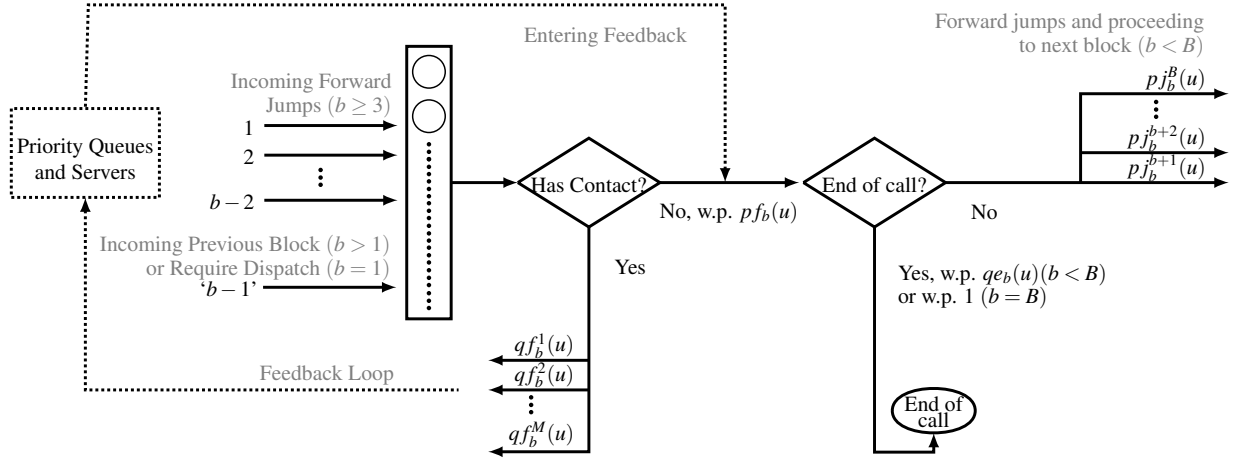 Entering Feedback
Forward jumps and proceeding
to next block (b < B)
Incoming Forward
Jumps (b ≥ 3)
1
2
⋮
b − 2
Priority Queues
and Servers
Incoming Previous Block (b > 1)
or Require Dispatch (b = 1)
‘b − 1’
Has Contact?
No, w.p. pf_b(u)
Yes
End of call?
No
pj_b^B(u)
⋮
pj_b^{b+2}(u)
pj_b^{b+1}(u)
Yes, w.p. qe_b(u)(b < B)
or w.p. 1 (b = B)
Feedback Loop
qf_b^1(u)
qf_b^2(u)
⋮
qf_b^M(u)
End of
call